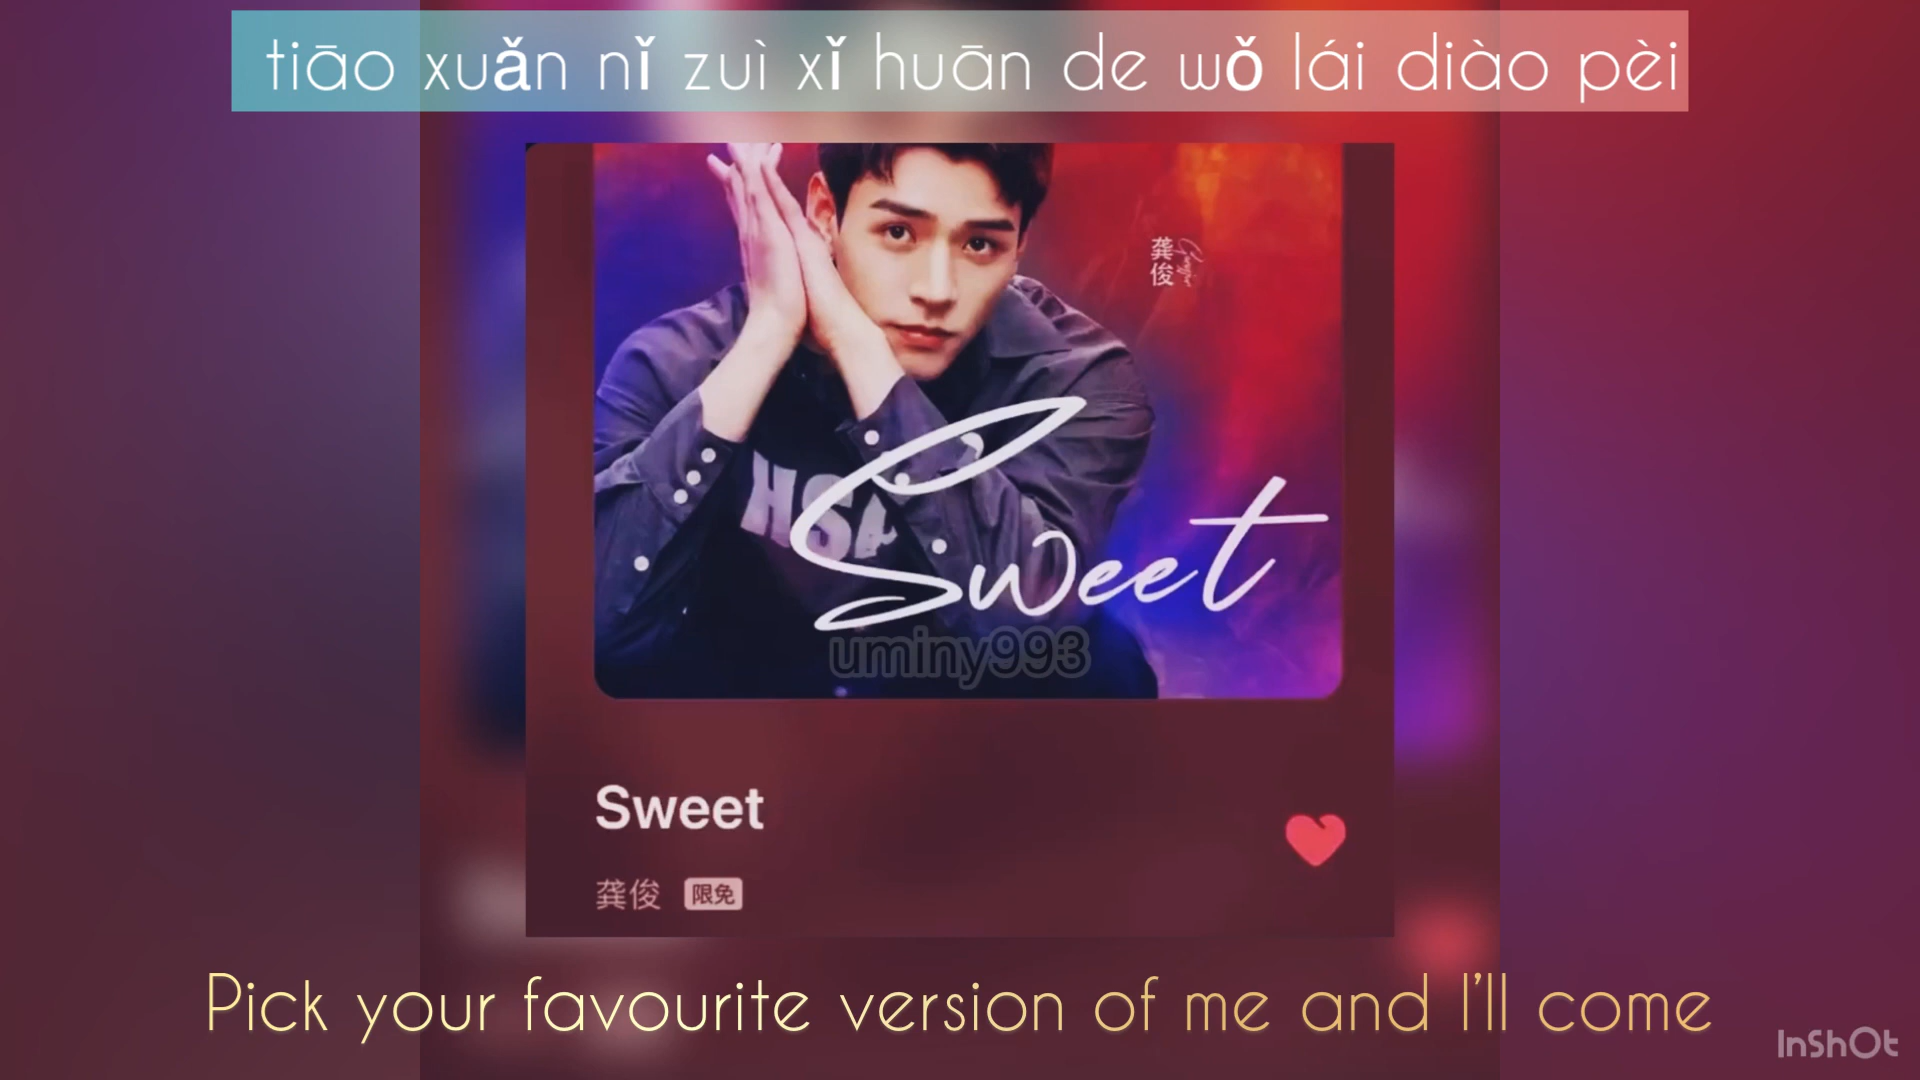 tiāo xuǎn nǐ zuì xǐ huān de wǒ lái diào pèi
龚俊
HSA
Sweet
uminy993
Sweet
龚俊 限免
Pick your favourite version of me and I'll come
InShOt